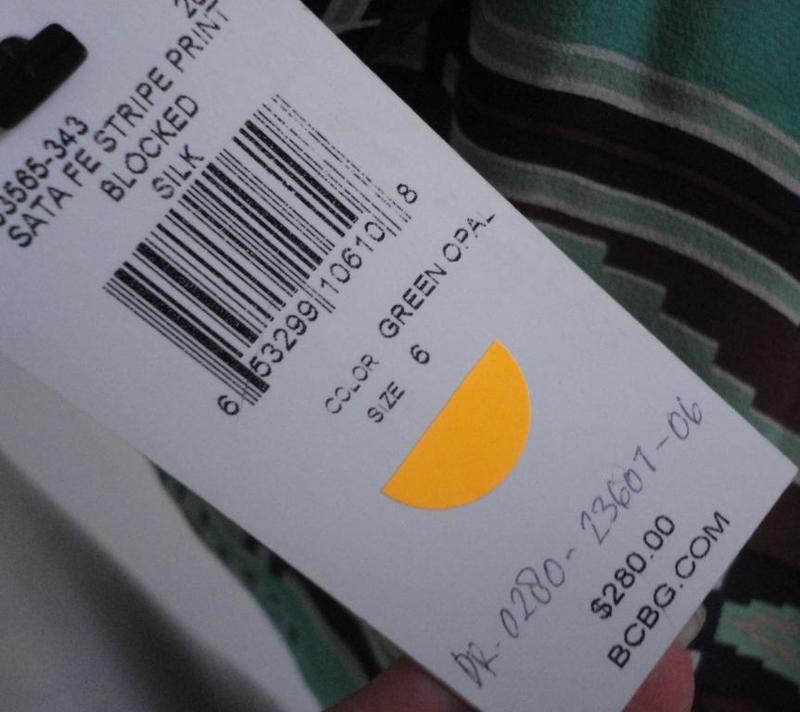 3565-343
SATA FE STRIPE PRINT
BLOCKED
SILK
6 53299 10610 8
COLOR GREEN OPAL
SIZE 6
DR-0280-23607-06
$280.00
BCBG.COM